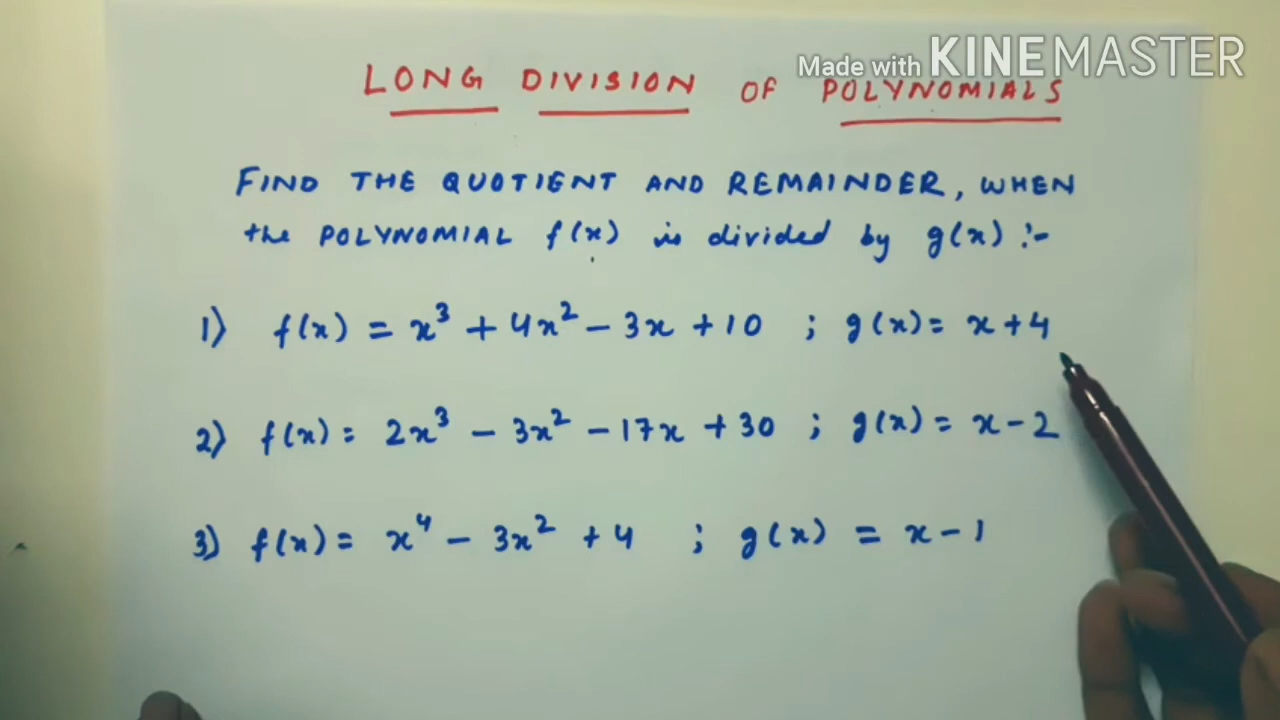 Made with KINEMASTER
LONG DIVISION OF POLYNOMIALS
FIND THE QUOTIENT AND REMAINDER, WHEN
the POLYNOMIAL f(x) is divided by g(x) :-
1) f(x) = x³ + 4x² - 3x + 10 ; g(x) = x + 4
2) f(x) = 2x³ - 3x² - 17x + 30 ; g(x) = x - 2
3) f(x) = x⁴ - 3x² + 4 ; g(x) = x - 1